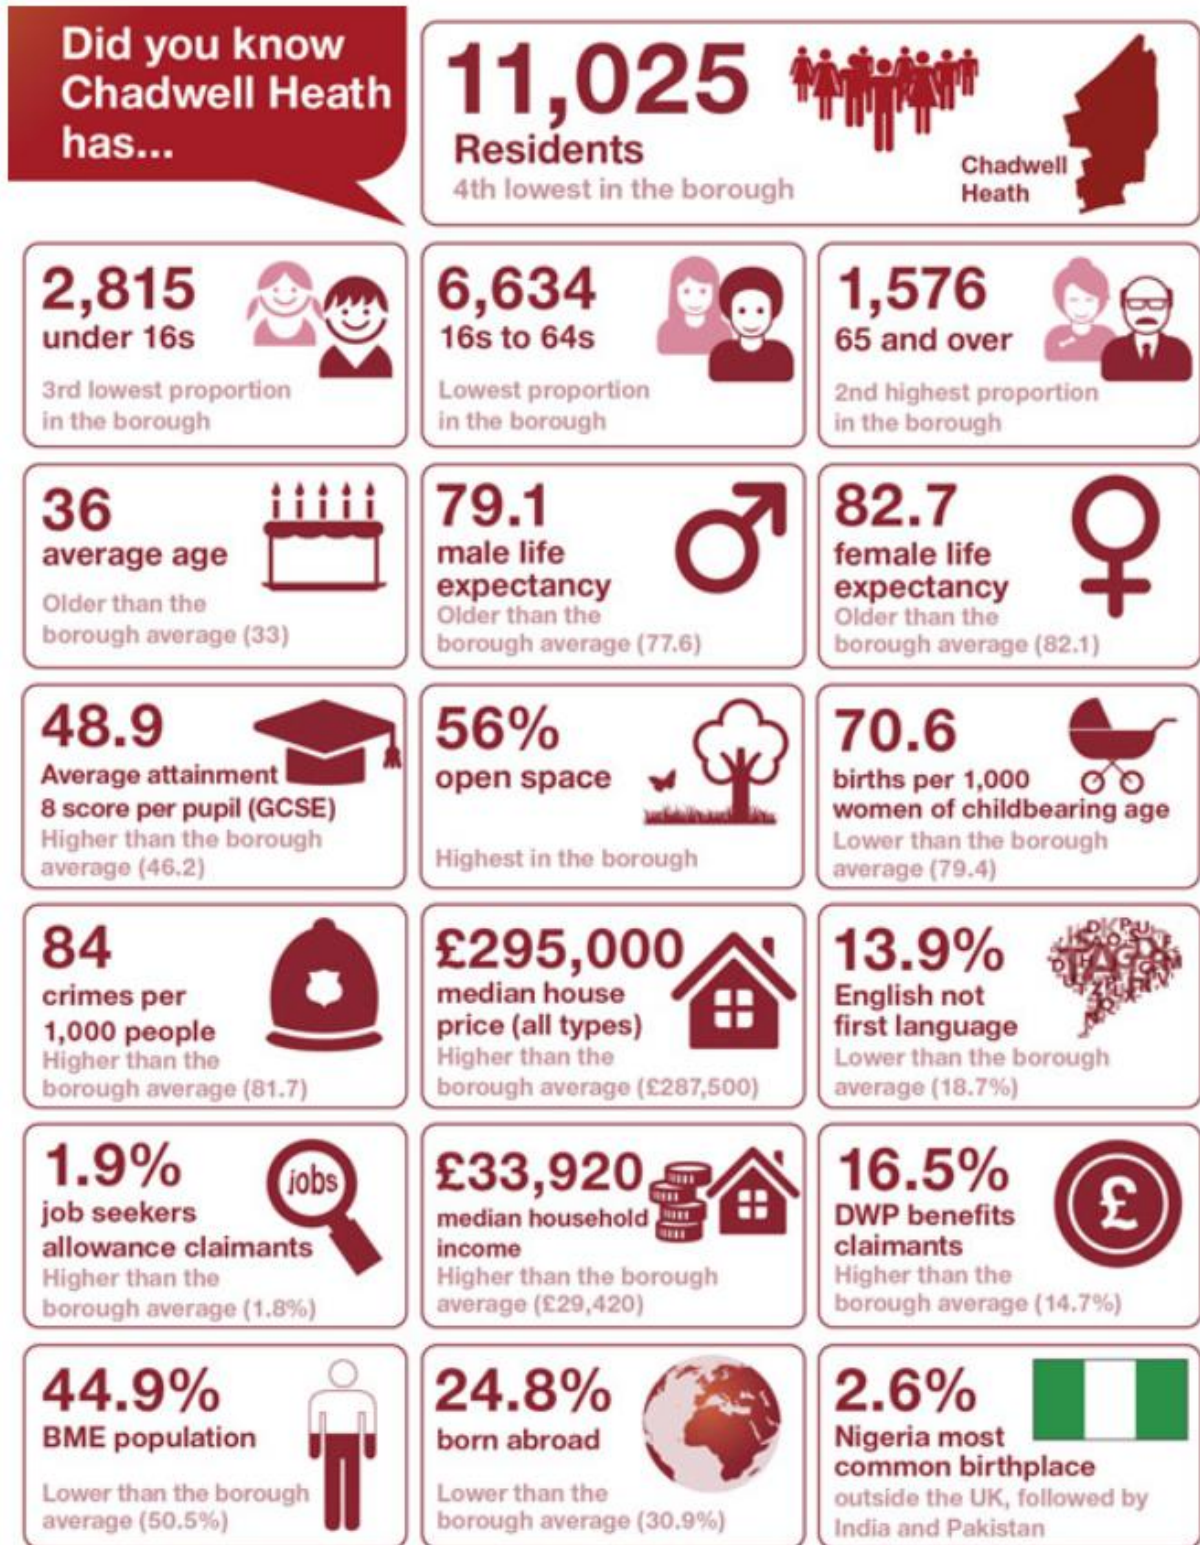 Did you know
Chadwell Heath
has...
11,025
Residents
4th lowest in the borough
Chadwell
Heath
2,815
under 16s
3rd lowest proportion
in the borough
6,634
16s to 64s
Lowest proportion
in the borough
1,576
65 and over
2nd highest proportion
in the borough
36
average age
Older than the
borough average (33)
79.1
male life
expectancy
Older than the
borough average (77.6)
82.7
female life
expectancy
Older than the
borough average (82.1)
48.9
Average attainment
8 score per pupil (GCSE)
Higher than the borough
average (46.2)
56%
open space
Highest in the borough
70.6
births per 1,000
women of childbearing age
Lower than the borough
average (79.4)
84
crimes per
1,000 people
Higher than the
borough average (81.7)
£295,000
median house
price (all types)
Higher than the
borough average (£287,500)
13.9%
English not
first language
Lower than the borough
average (18.7%)
1.9%
job seekers
allowance claimants
Higher than the
borough average (1.8%)
jobs
£33,920
median household
income
Higher than the borough
average (£29,420)
16.5%
DWP benefits
claimants
Higher than the
borough average (14.7%)
£
44.9%
BME population
Lower than the borough
average (50.5%)
24.8%
born abroad
Lower than the
borough average (30.9%)
2.6%
Nigeria most
common birthplace
outside the UK, followed by
India and Pakistan